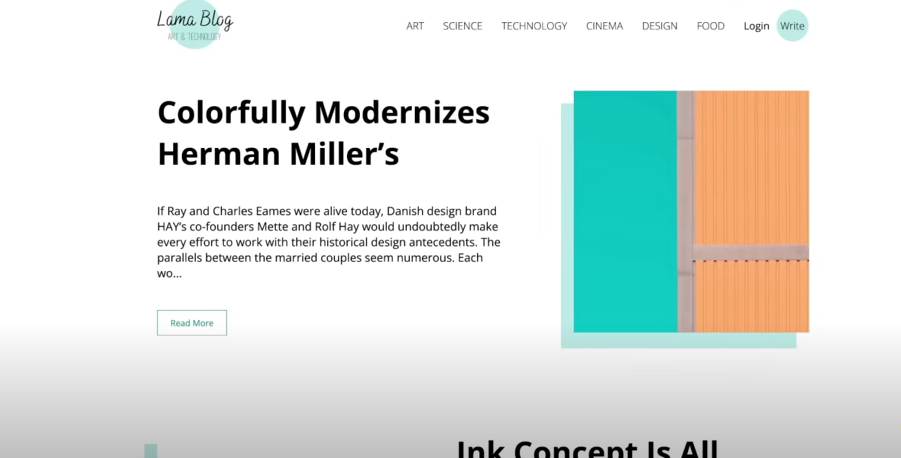 Lama Blog
ART & TECHNOLOGY
ART SCIENCE TECHNOLOGY CINEMA DESIGN FOOD Login Write
Colorfully Modernizes
Herman Miller’s
If Ray and Charles Eames were alive today, Danish design brand
HAY’s co-founders Mette and Rolf Hay would undoubtedly make
every effort to work with their historical design antecedents. The
parallels between the married couples seem numerous. Each
wo...
Read More
Ink Concept Is All